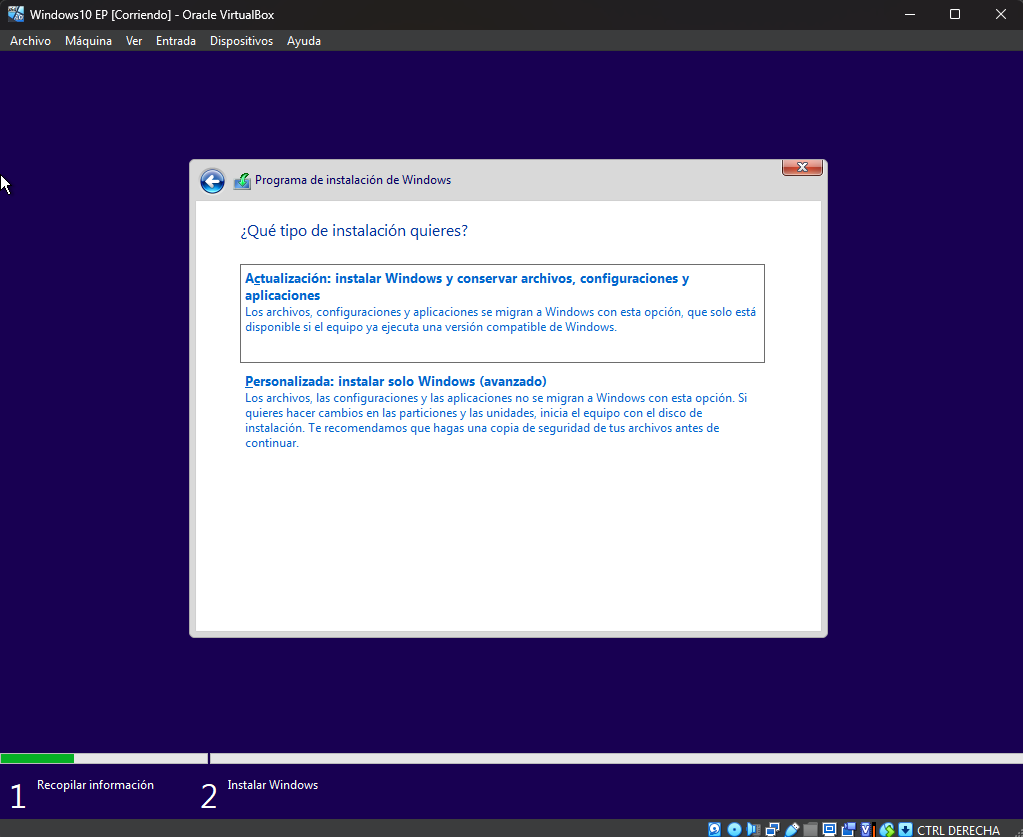 Windows10 EP [Corriendo] - Oracle VirtualBox
Archivo Máquina Ver Entrada Dispositivos Ayuda
Programa de instalación de Windows
¿Qué tipo de instalación quieres?
Actualización: instalar Windows y conservar archivos, configuraciones y
aplicaciones
Los archivos, configuraciones y aplicaciones se migran a Windows con esta opción, que solo está
disponible si el equipo ya ejecuta una versión compatible de Windows.
Personalizada: instalar solo Windows (avanzado)
Los archivos, las configuraciones y las aplicaciones no se migran a Windows con esta opción. Si
quieres hacer cambios en las particiones y las unidades, inicia el equipo con el disco de
instalación. Te recomendamos que hagas una copia de seguridad de tus archivos antes de
continuar.
1 Recopilar información
2 Instalar Windows
CTRL DERECHA